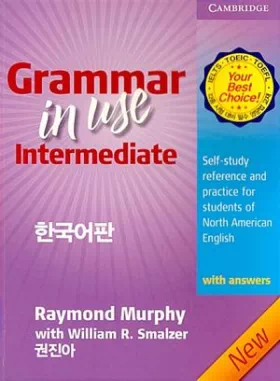 CAMBRIDGE
Grammar
in use
Intermediate
IELTS·TOEIC·TOEFL
Your Best
Choice!
Self-study
reference and
practice for
students of
North American
English
한국어판
with answers
Raymond Murphy
with William R. Smalzer
권진아
New